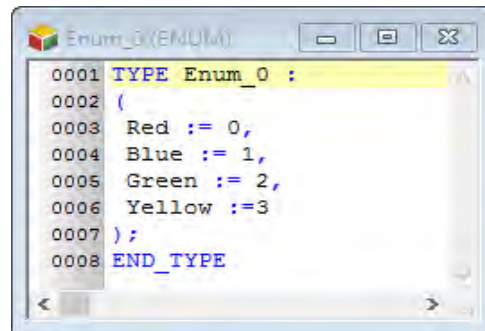 Enum_0 (ENUM)
0001 TYPE Enum_0 :
0002 (
0003 Red := 0,
0004 Blue := 1,
0005 Green := 2,
0006 Yellow :=3
0007 );
0008 END_TYPE